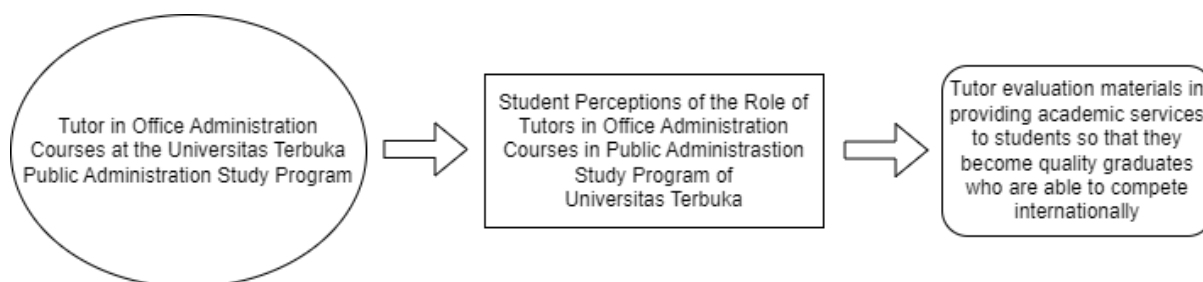 Tutor in Office Administration
Courses at the Universitas Terbuka
Public Administration Study Program
Student Perceptions of the Role of
Tutors in Office Administration
Courses in Public Administrastion
Study Program of
Universitas Terbuka
Tutor evaluation materials in
providing academic services
to students so that they
become quality graduates
who are able to compete
internationally